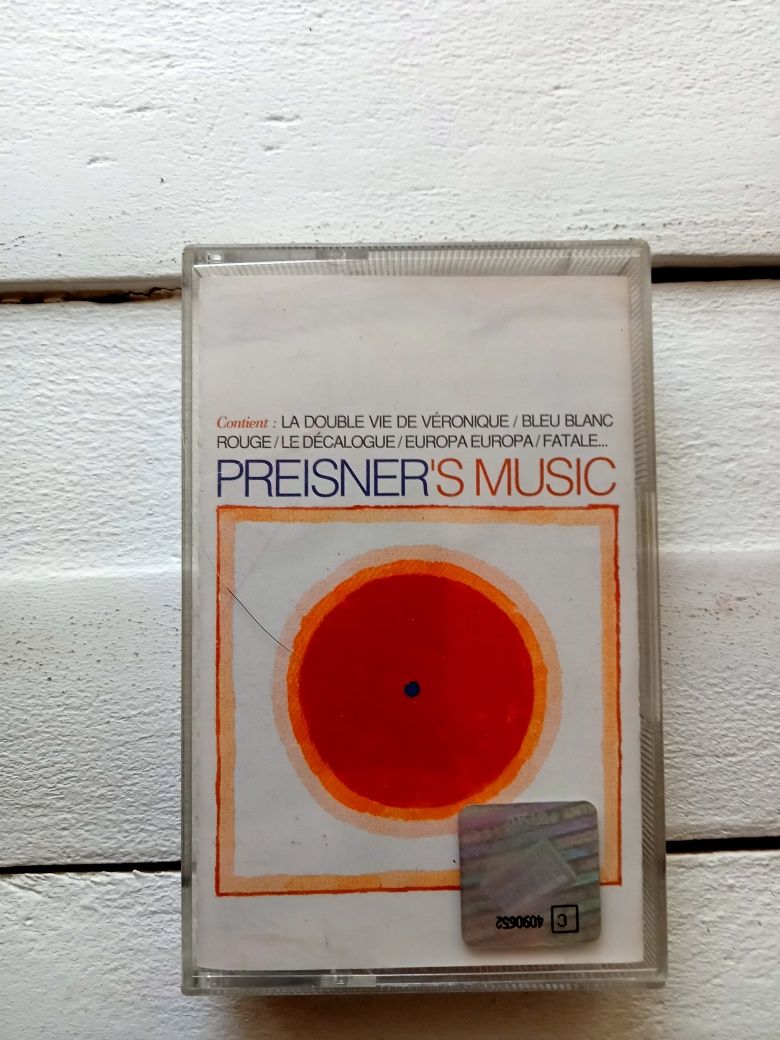 Contient : LA DOUBLE VIE DE VÉRONIQUE / BLEU BLANC
ROUGE / LE DÉCALOGUE / EUROPA EUROPA / FATALE...
PREISNER'S MUSIC
C 4090652